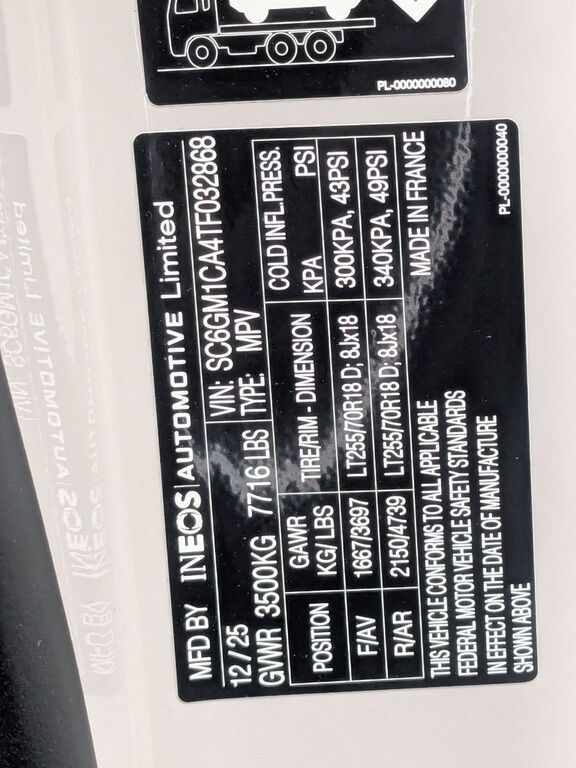 PL-0000000080
MFD BY INEOS | AUTOMOTIVE Limited
12/25 VIN: SC6GM1CA4TF032868
GVWR 3500KG 7716 LBS TYPE: MPV
POSITION GAWR KG/LBS TIRE/RIM - DIMENSION COLD INFL.PRESS. KPA PSI
F/AV 1667/3697 LT255/70R18 D; 8Jx18 300KPA, 43PSI
R/AR 2150/4739 LT255/70R18 D; 8Jx18 340KPA, 49PSI
THIS VEHICLE CONFORMS TO ALL APPLICABLE MADE IN FRANCE
FEDERAL MOTOR VEHICLE SAFETY STANDARDS
IN EFFECT ON THE DATE OF MANUFACTURE
SHOWN ABOVE
PL-0000000040